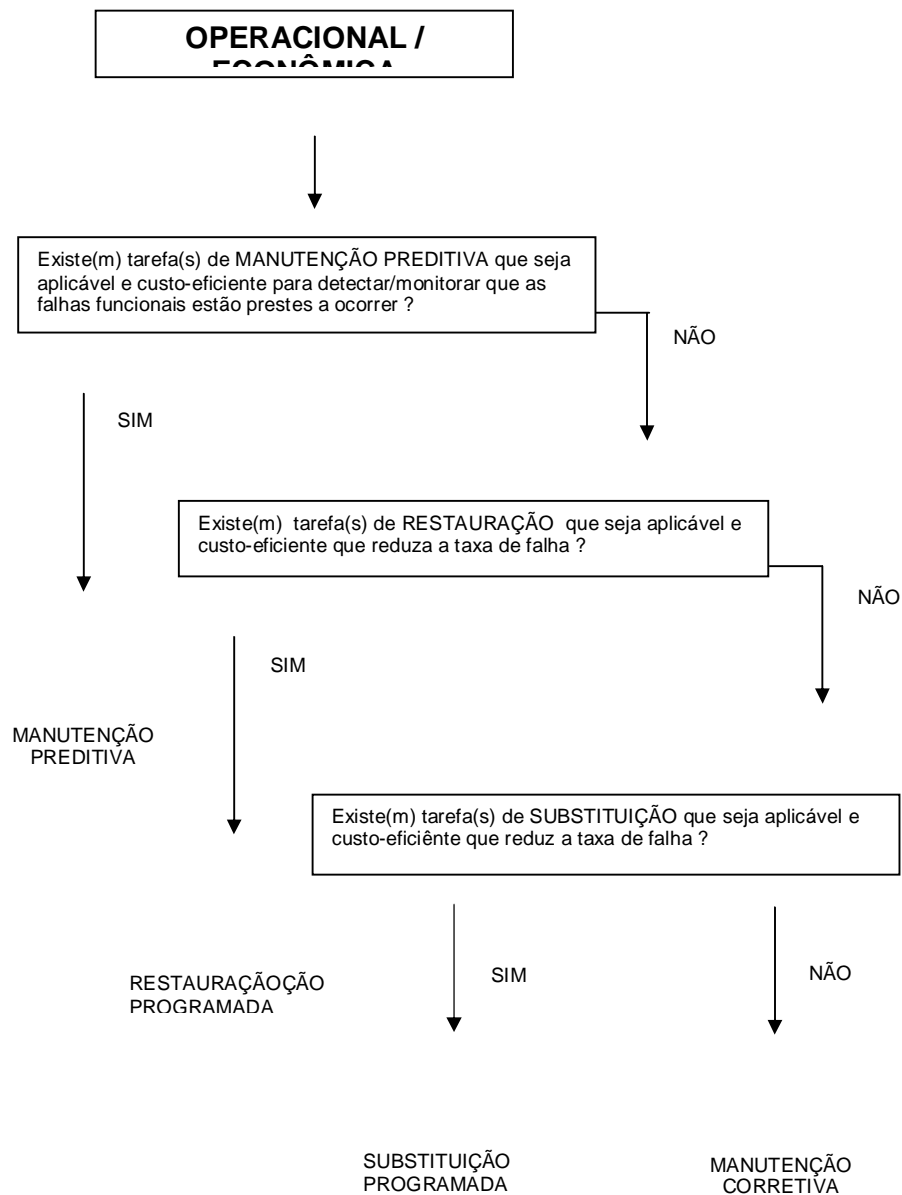 OPERACIONAL /
ECONÔMICA
Existe(m) tarefa(s) de MANUTENÇÃO PREDITIVA que seja
aplicável e custo-eficiente para detectar/monitorar que as
falhas funcionais estão prestes a ocorrer ?
NÃO
SIM
Existe(m) tarefa(s) de RESTAURAÇÃO que seja aplicável e
custo-eficiente que reduza a taxa de falha ?
NÃO
SIM
MANUTENÇÃO
PREDITIVA
Existe(m) tarefa(s) de SUBSTITUIÇÃO que seja aplicável e
custo-eficiênte que reduz a taxa de falha ?
RESTAURAÇÃOÇÃO
PROGRAMADA
SIM
NÃO
SUBSTITUIÇÃO
PROGRAMADA
MANUTENÇÃO
CORRETIVA